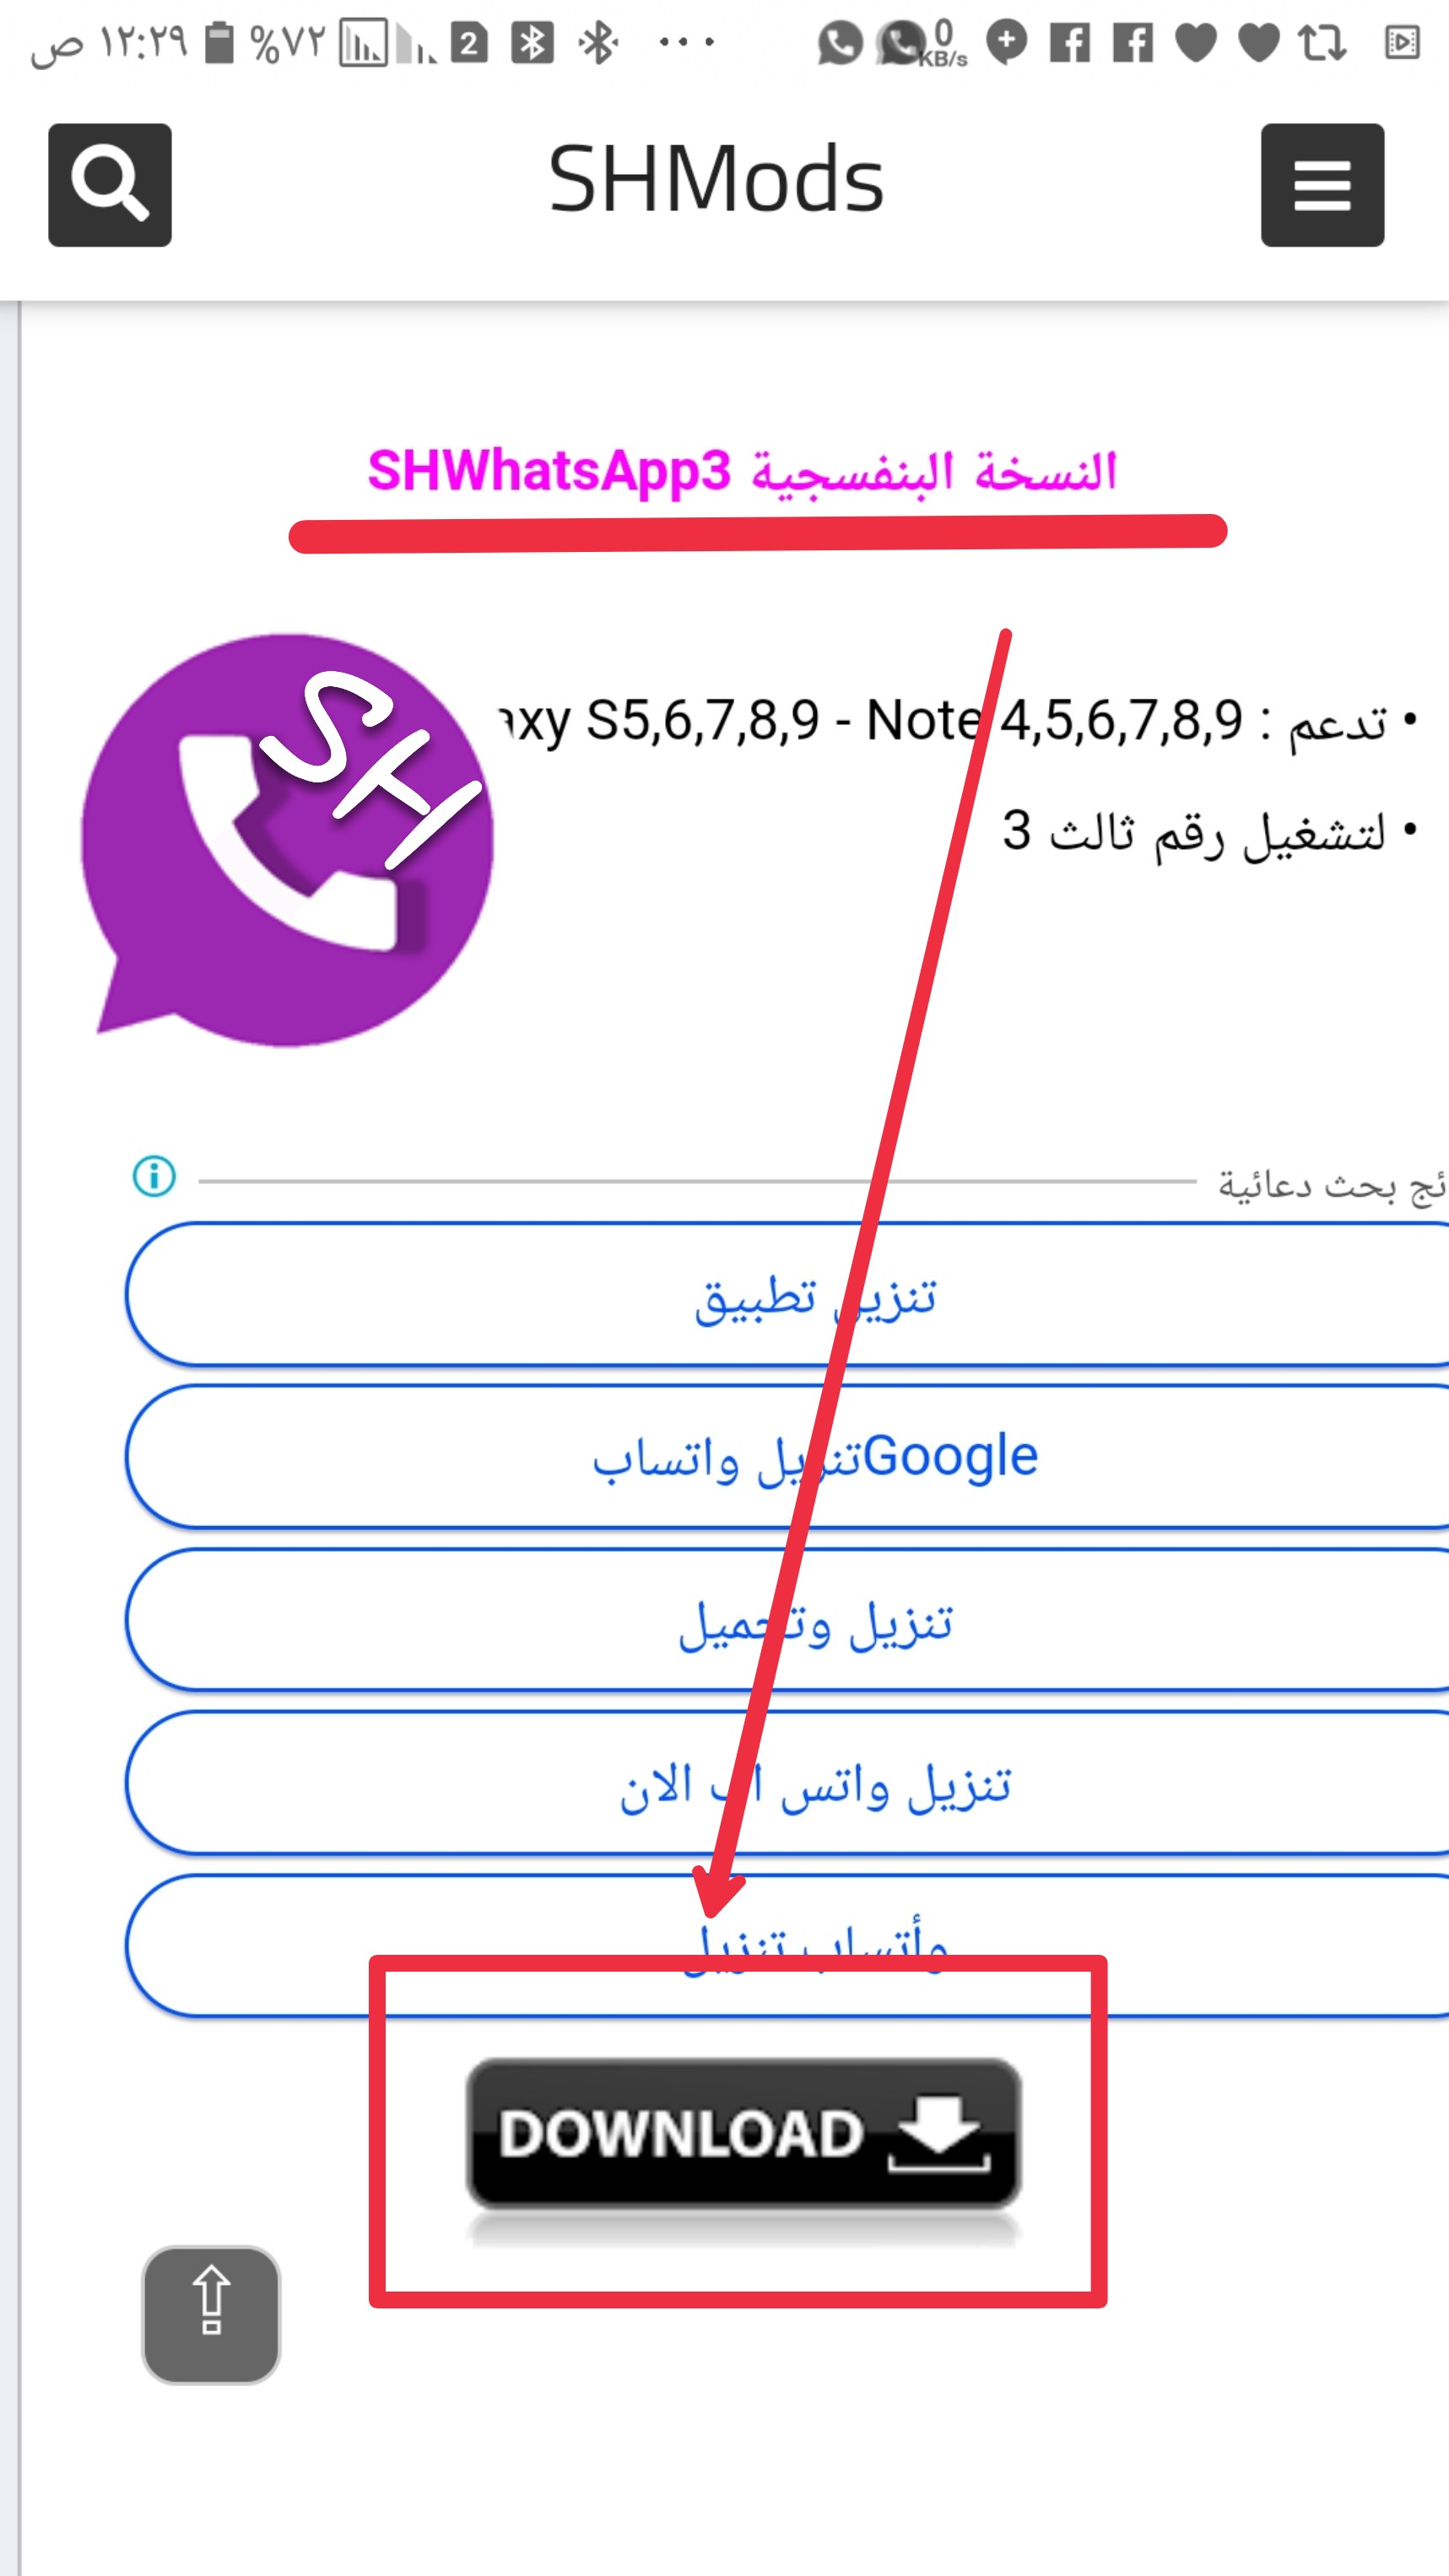 ١٢:٢٩ ص %٧٢ 2 0 KB/s
SHMods
النسخة البنفسجية SHWhatsApp3
SH
• تدعم : axy S5,6,7,8,9 - Note 4,5,6,7,8,9
• لتشغيل رقم ثالث 3
ئج بحث دعائية
تنزيل تطبيق
Googleتنزيل واتساب
تنزيل وتحميل
تنزيل واتس اب الان
وأتساب تنزيل
DOWNLOAD